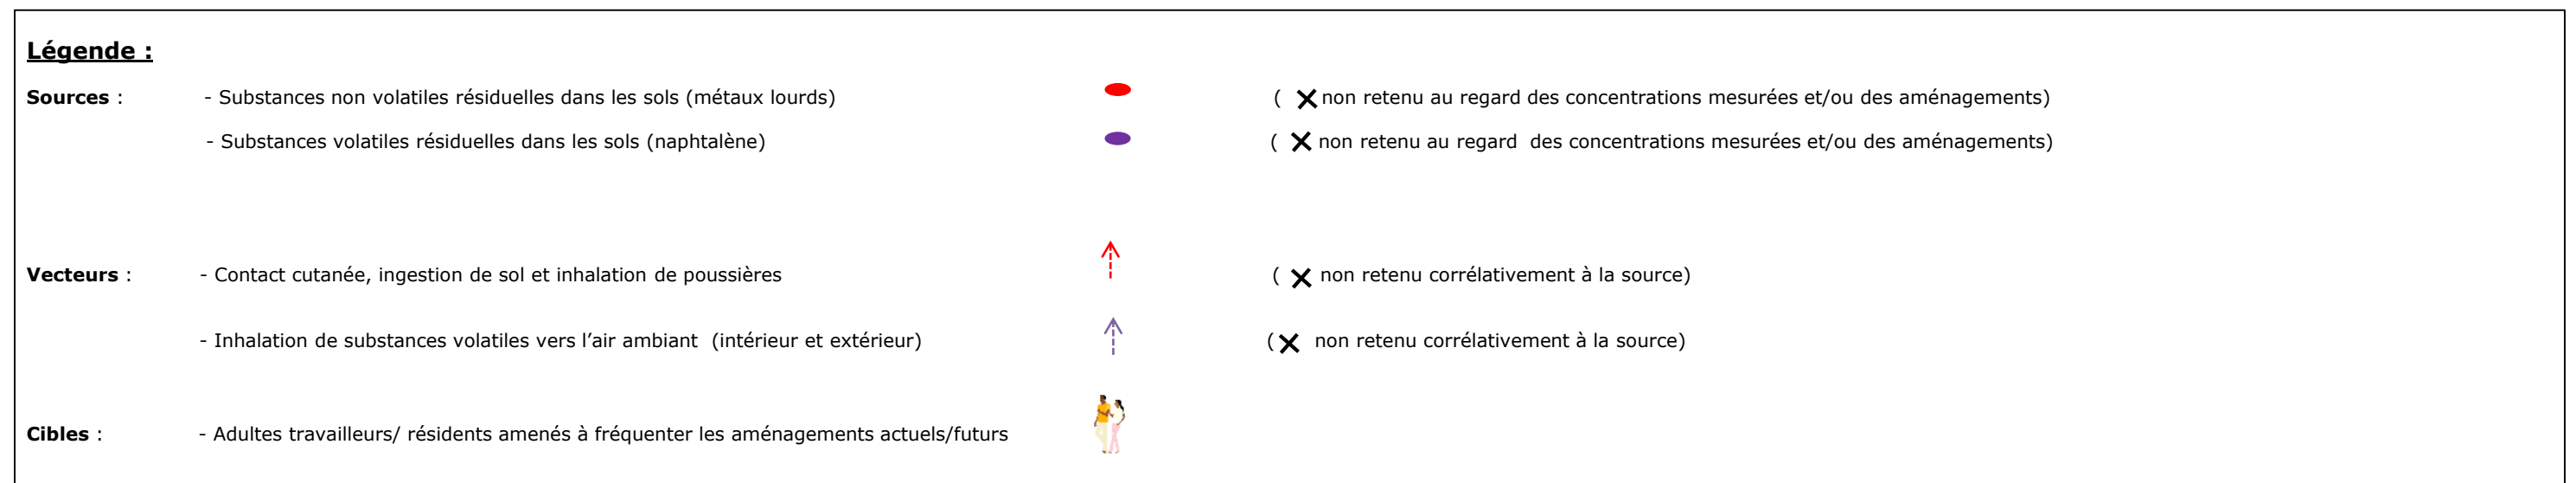 Légende :
Sources : - Substances non volatiles résiduelles dans les sols (métaux lourds) ( non retenu au regard des concentrations mesurées et/ou des aménagements)
- Substances volatiles résiduelles dans les sols (naphtalène) ( non retenu au regard des concentrations mesurées et/ou des aménagements)
Vecteurs : - Contact cutanée, ingestion de sol et inhalation de poussières ( non retenu corrélativement à la source)
- Inhalation de substances volatiles vers l’air ambiant (intérieur et extérieur) ( non retenu corrélativement à la source)
Cibles : - Adultes travailleurs/ résidents amenés à fréquenter les aménagements actuels/futurs